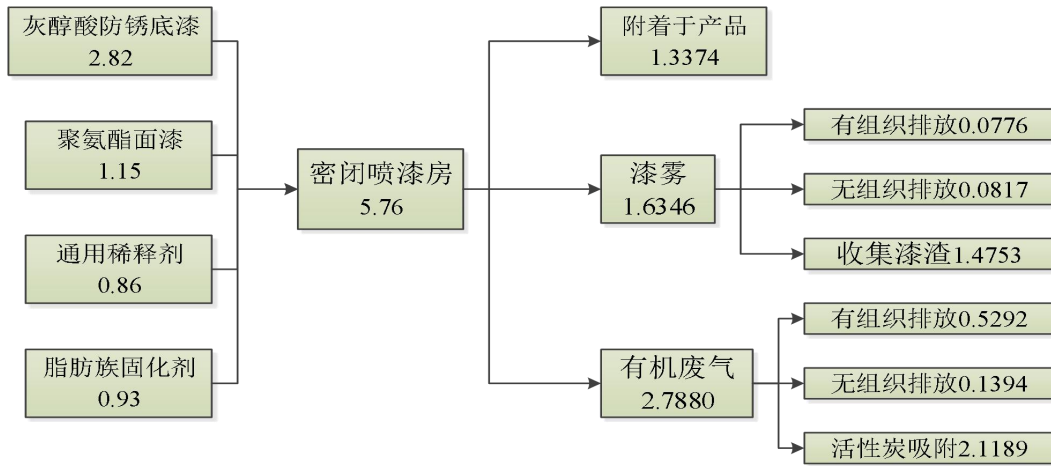 灰醇酸防锈底漆
2.82
聚氨酯面漆
1.15
通用稀释剂
0.86
脂肪族固化剂
0.93
密闭喷漆房
5.76
附着于产品
1.3374
漆雾
1.6346
有机废气
2.7880
有组织排放0.0776
无组织排放0.0817
收集漆渣1.4753
有组织排放0.5292
无组织排放0.1394
活性炭吸附2.1189